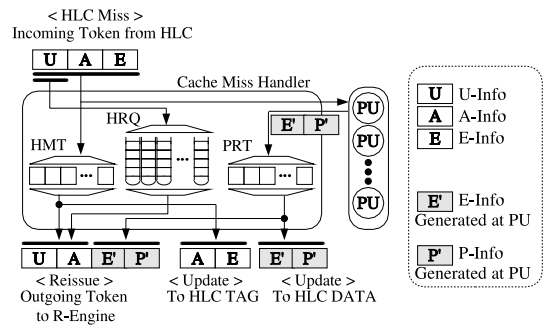 < HLC Miss >
Incoming Token from HLC
U A E
Cache Miss Handler
PU
PU
PU
E' P'
HMT
HRQ
PRT
...
...
...
U A E' P'
A E
E' P'
< Reissue >
Outgoing Token
to R-Engine
< Update >
To HLC TAG
< Update >
To HLC DATA
U U-Info
A A-Info
E E-Info
E' E-Info
Generated at PU
P' P-Info
Generated at PU